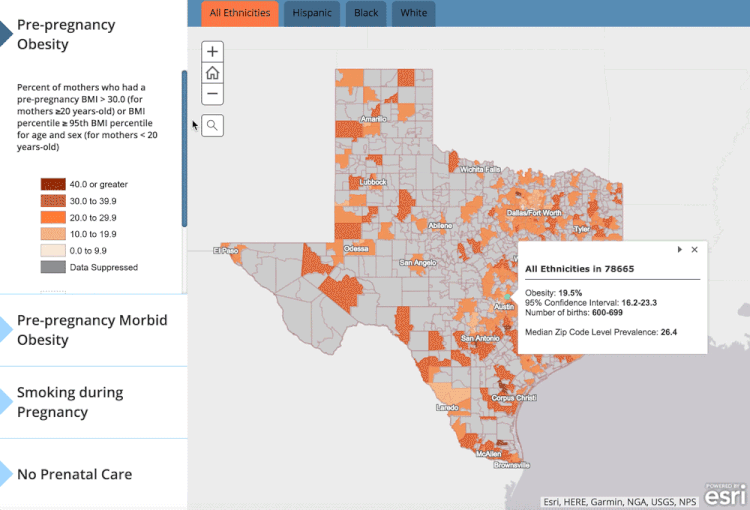 All Ethnicities
Hispanic
Black
White
Pre-pregnancy
Obesity
Percent of mothers who had a
pre-pregnancy BMI > 30.0 (for
mothers ≥20 years-old) or BMI
percentile ≥ 95th BMI percentile
for age and sex (for mothers < 20
years-old)
40.0 or greater
30.0 to 39.9
20.0 to 29.9
10.0 to 19.9
0.0 to 9.9
Data Suppressed
Pre-pregnancy Morbid
Obesity
Smoking during
Pregnancy
No Prenatal Care
Amarillo
Wichita Falls
Lubbock
Dallas/Fort Worth
Abilene
Tyler
El Paso
Odessa
San Angelo
Austin
San Antonio
Corpus Christi
Laredo
McAllen
Brownsville
All Ethnicities in 78665
Obesity: 19.5%
95% Confidence Interval: 16.2-23.3
Number of births: 600-699
Median Zip Code Level Prevalence: 26.4
POWERED BY
esri
Esri, HERE, Garmin, NGA, USGS, NPS